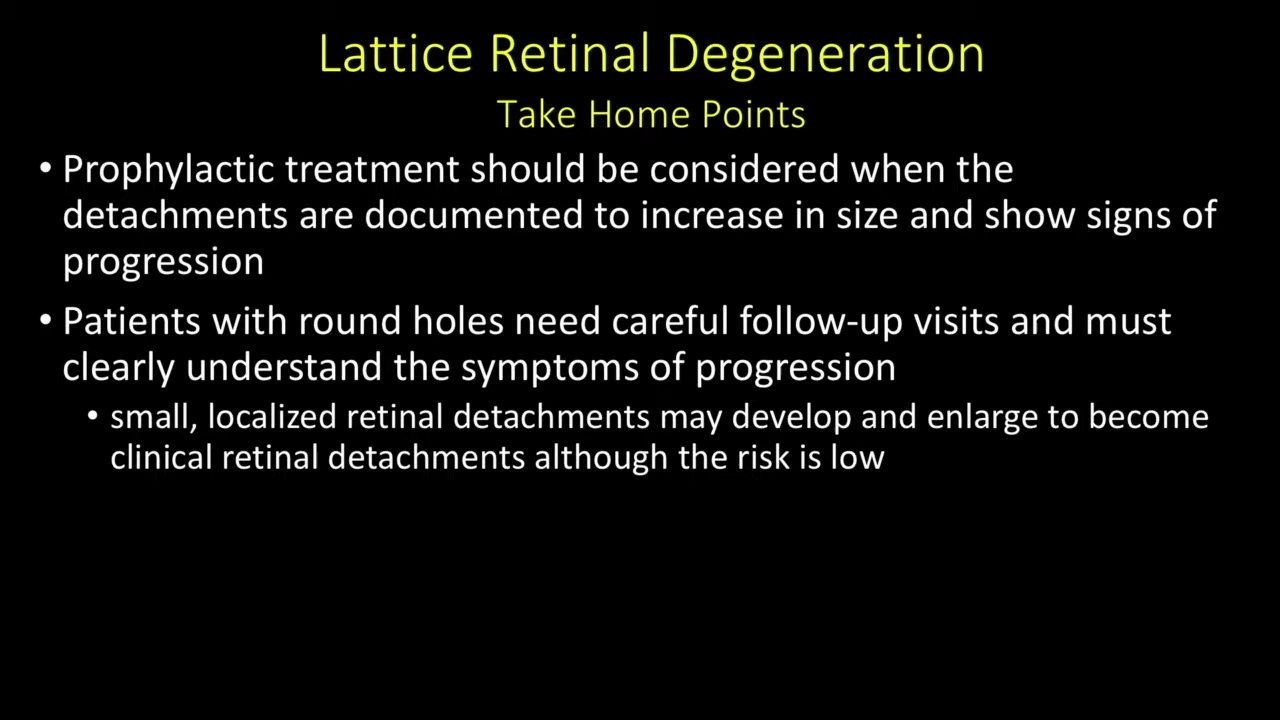 Lattice Retinal Degeneration
Take Home Points
• Prophylactic treatment should be considered when the
detachments are documented to increase in size and show signs of
progression
• Patients with round holes need careful follow-up visits and must
clearly understand the symptoms of progression
• small, localized retinal detachments may develop and enlarge to become
clinical retinal detachments although the risk is low